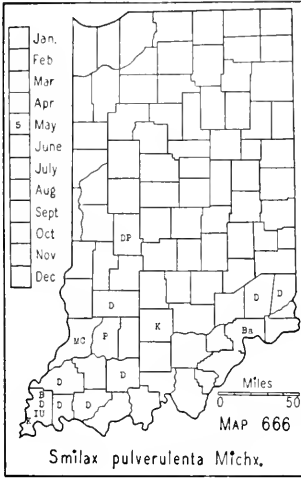 Jan.
Feb
Mar
Apr
5 May
June
July
Aug
Sept
Oct
Nov
Dec
DP
D
D D
K
Ba
MC P
D D
B
D D D
IU
Miles
0 50
MAP 666
Smilax pulverulenta Michx.